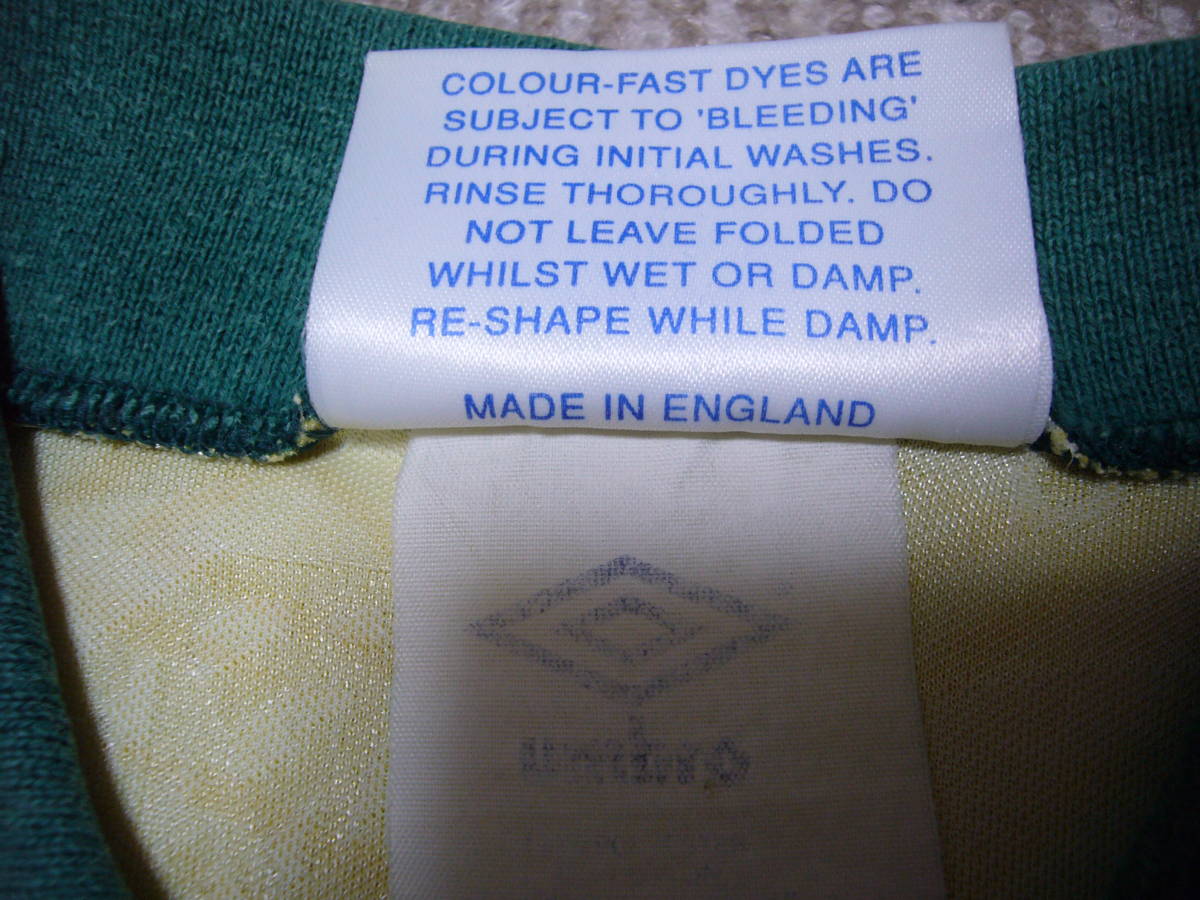 COLOUR-FAST DYES ARE
SUBJECT TO 'BLEEDING'
DURING INITIAL WASHES.
RINSE THOROUGHLY. DO
NOT LEAVE FOLDED
WHILST WET OR DAMP.
RE-SHAPE WHILE DAMP.
MADE IN ENGLAND